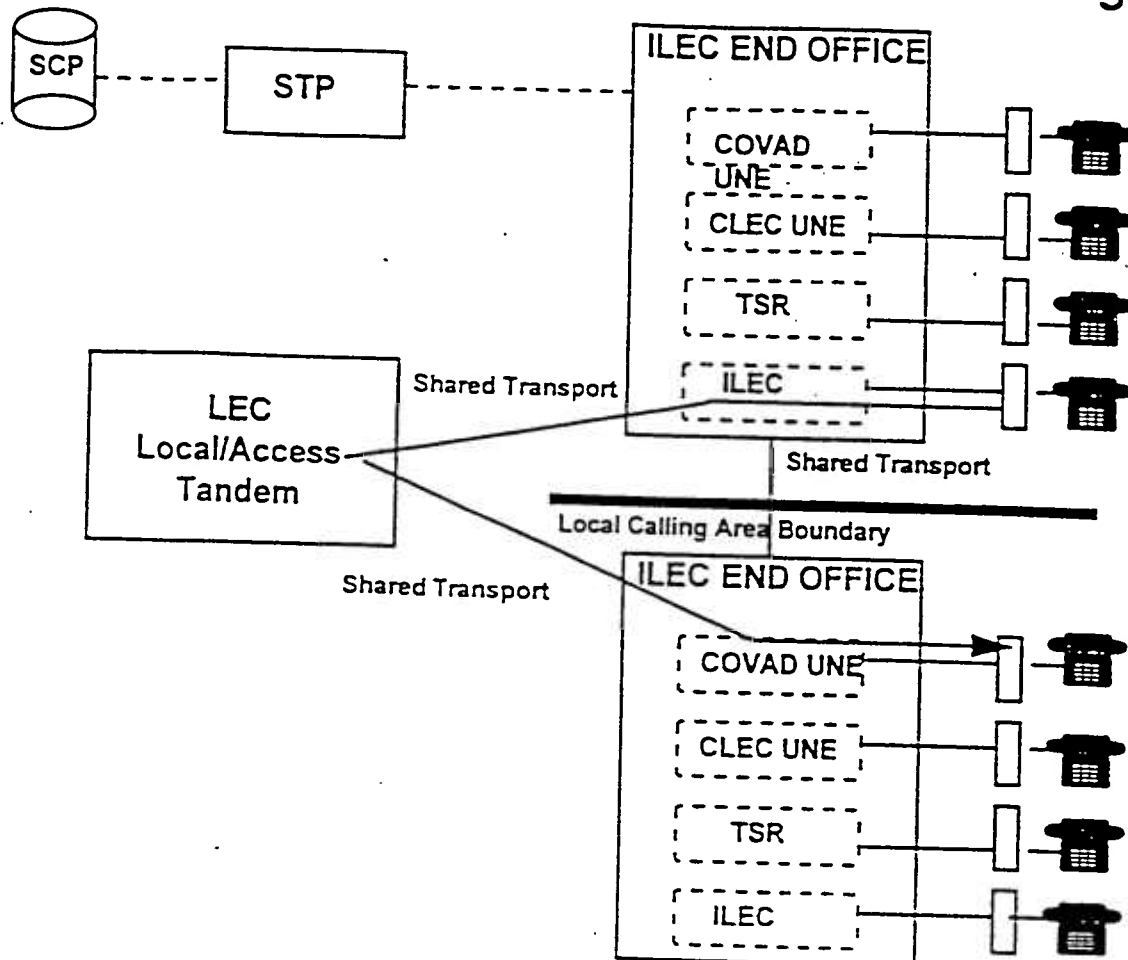 SCP
STP
ILEC END OFFICE
COVAD
UNE
CLEC UNE
TSR
ILEC
LEC
Local/Access
Tandem
Shared Transport
Shared Transport
Local Calling Area Boundary
Shared Transport
ILEC END OFFICE
COVAD UNE
CLEC UNE
TSR
ILEC